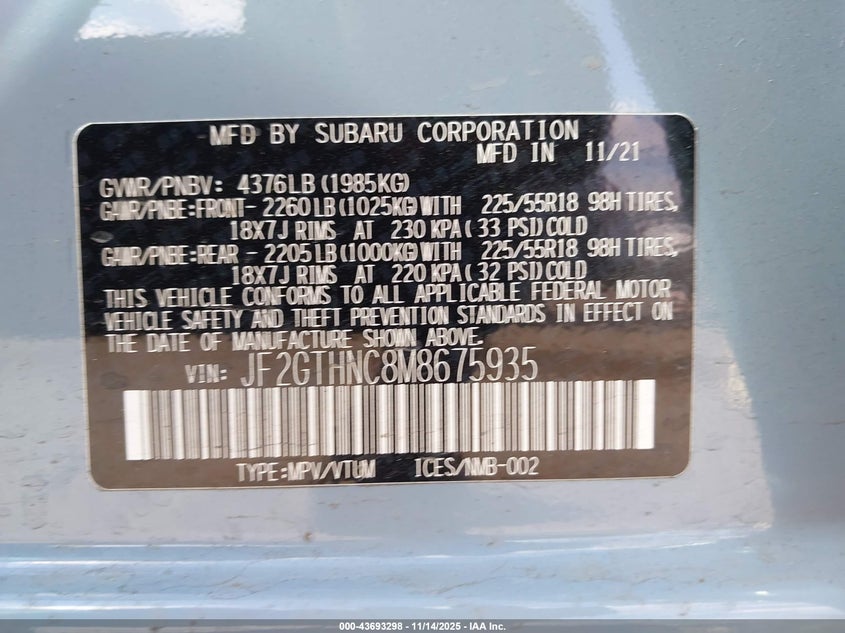 MFD BY SUBARU CORPORATION
MFD IN 11/21
GVWR/PNBV: 4376LB (1985KG)
GAWR/PNBE:FRONT- 2260LB (1025KG)WITH 225/55R18 98H TIRES,
18X7J RIMS AT 230 KPA( 33 PSI)COLD
GAWR/PNBE:REAR - 2205LB (1000KG)WITH 225/55R18 98H TIRES,
18X7J RIMS AT 220 KPA( 32 PSI)COLD
THIS VEHICLE CONFORMS TO ALL APPLICABLE FEDERAL MOTOR
VEHICLE SAFETY AND THEFT PREVENTION STANDARDS IN EFFECT ON
THE DATE OF MANUFACTURE SHOWN ABOVE.
VIN: JF2GTHNC8M8675935
TYPE:MPV/VTUM ICES/NMB-002
000-43693298 - 11/14/2025 - IAA Inc.